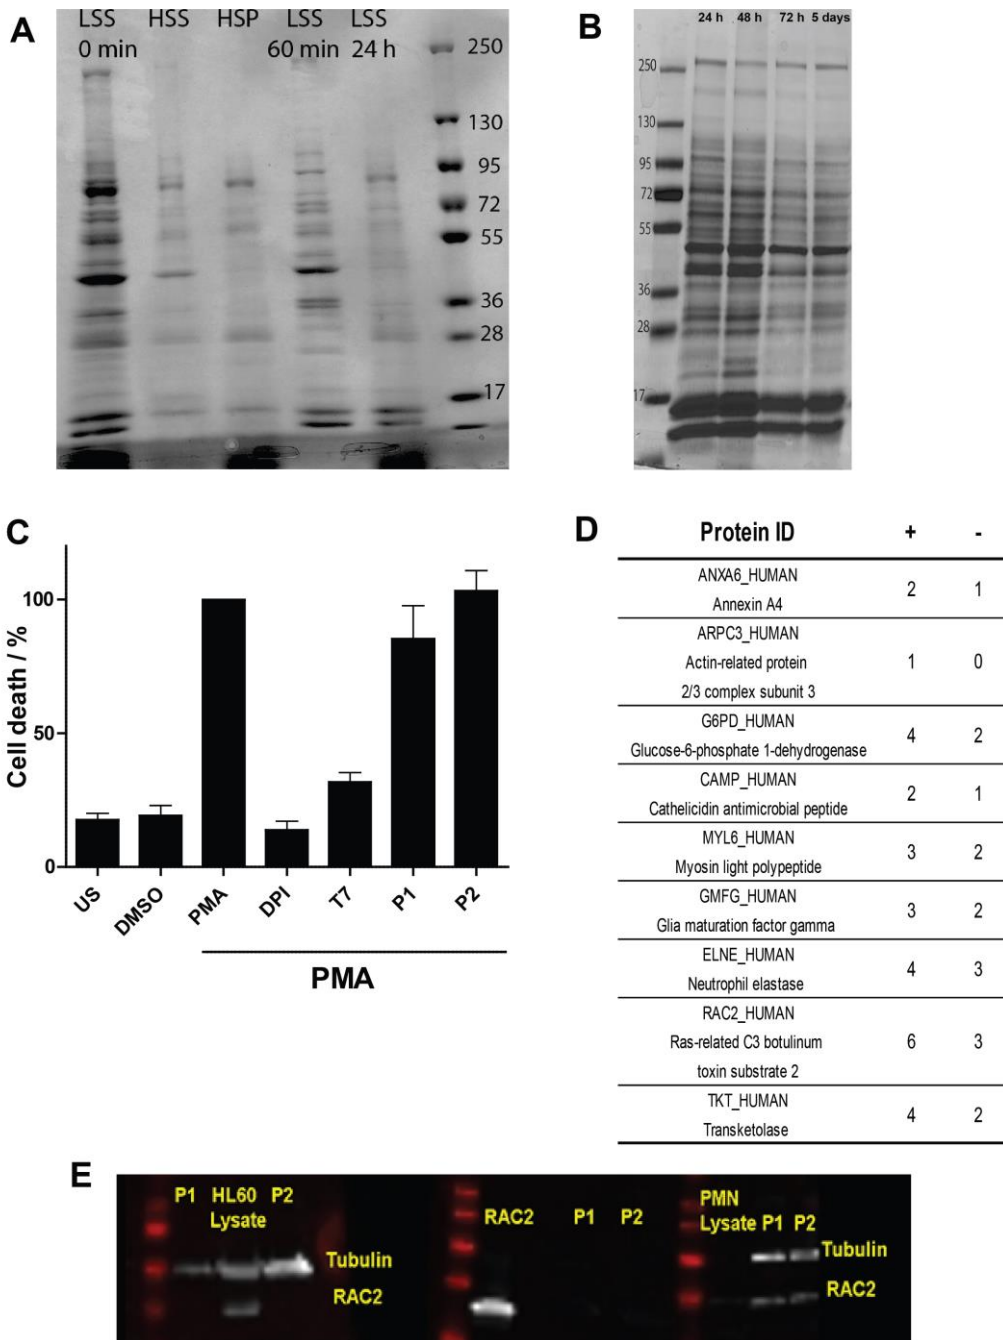 A
LSS HSS HSP LSS LSS
0 min 60 min 24 h
250
130
95
72
55
36
28
17
B
24 h 48 h 72 h 5 days
250
130
95
72
55
36
28
17
C
Cell death / %
100
50
0
US DMSO PMA DPI T7 P1 P2
PMA
D
Protein ID + -
ANXA6_HUMAN
Annexin A4
2 1
ARPC3_HUMAN
Actin-related protein
2/3 complex subunit 3
1 0
G6PD_HUMAN
Glucose-6-phosphate 1-dehydrogenase
4 2
CAMP_HUMAN
Cathelicidin antimicrobial peptide
2 1
MYL6_HUMAN
Myosin light polypeptide
3 2
GMFG_HUMAN
Glia maturation factor gamma
3 2
ELNE_HUMAN
Neutrophil elastase
4 3
RAC2_HUMAN
Ras-related C3 botulinum
toxin substrate 2
6 3
TKT_HUMAN
Transketolase
4 2
E
P1 HL60 P2
Lysate
Tubulin
RAC2
RAC2 P1 P2
PMN
Lysate P1 P2
Tubulin
RAC2